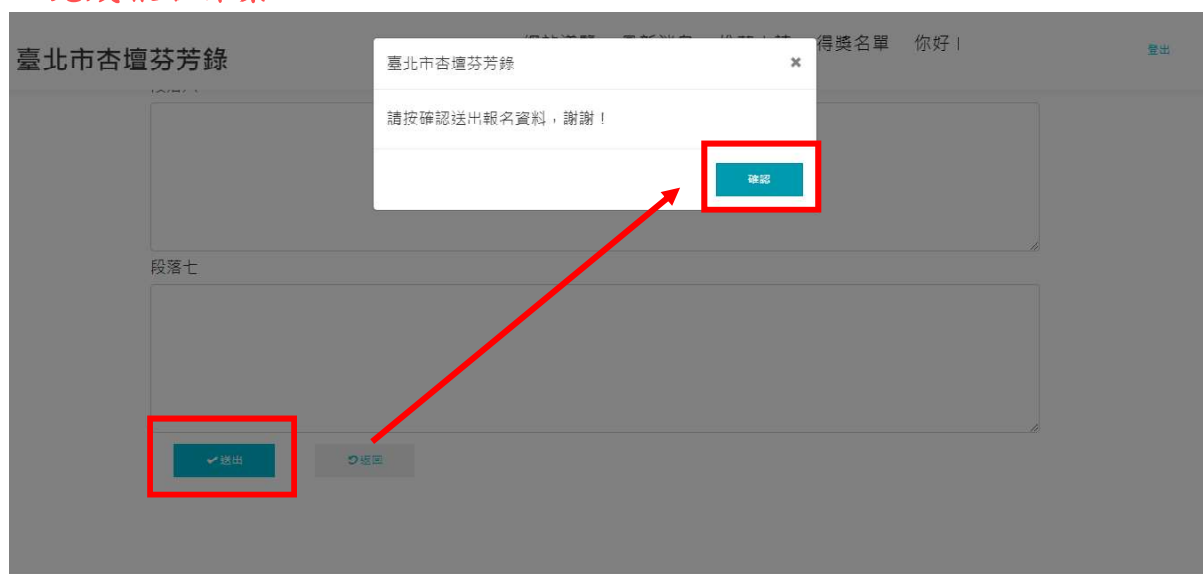 臺北市杏壇芬芳錄
得獎名單 你好!
登出
臺北市杏壇芬芳錄 ×
請按確認送出報名資料,謝謝!
確認
段落七
送出 返回